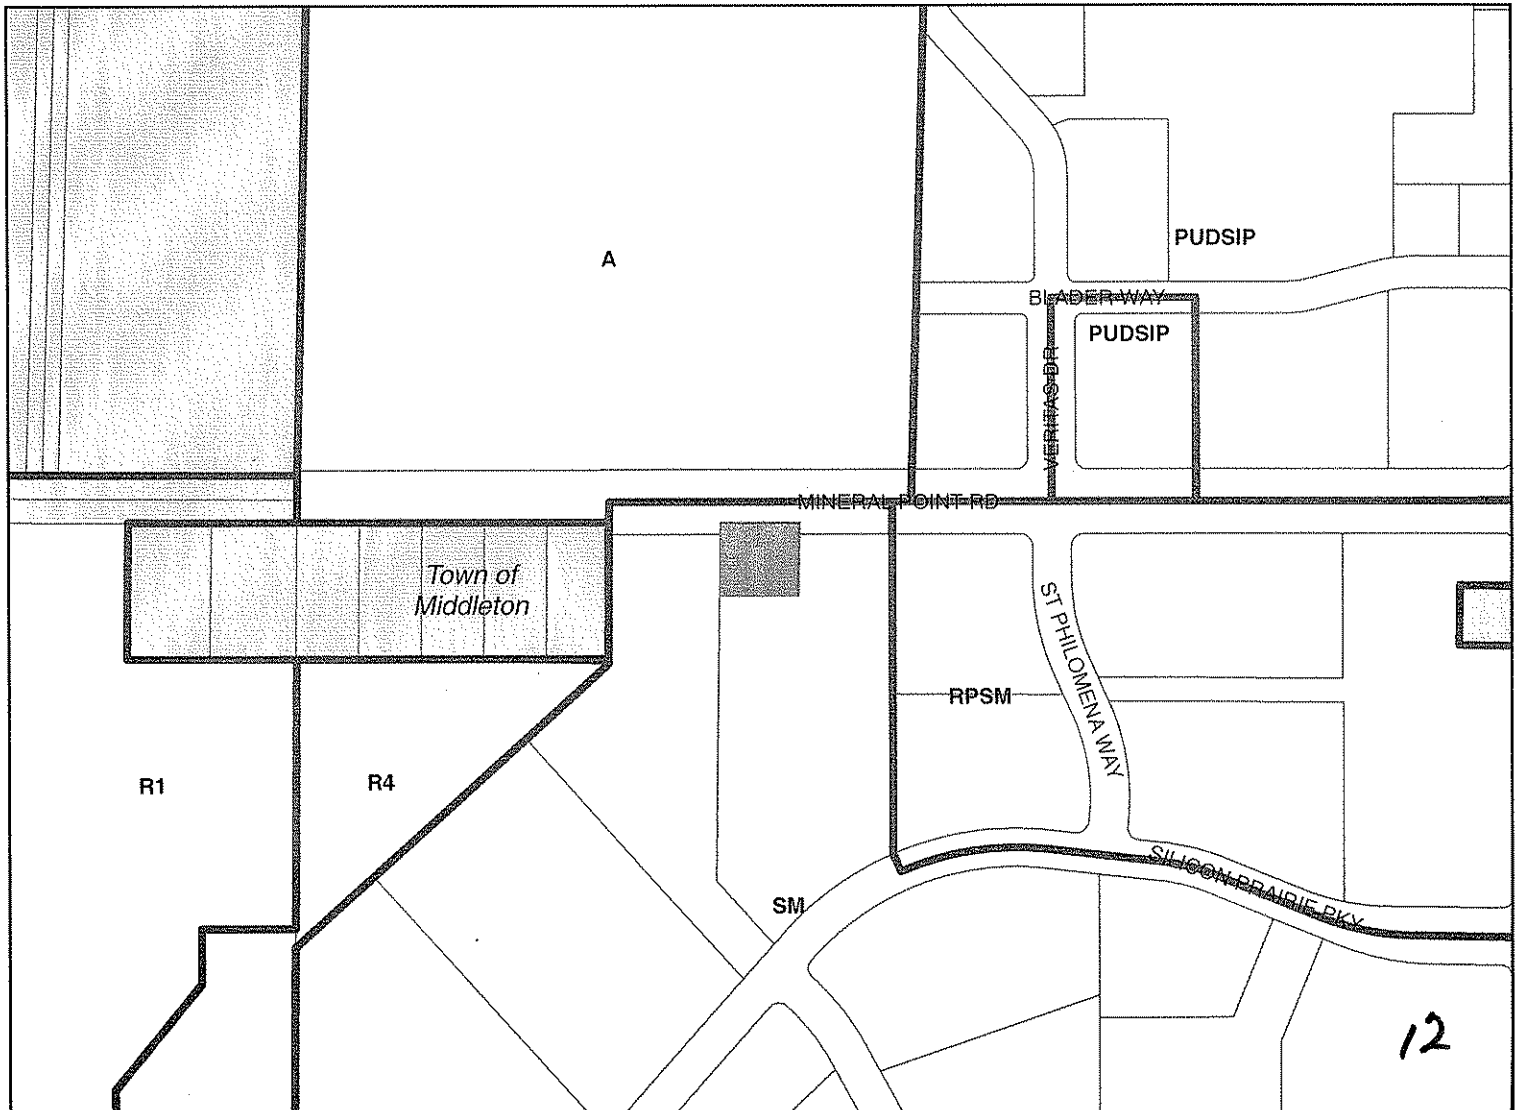 PUDSIP
A
BLADER WAY
PUDSIP
VERITAS DR
MINERAL POINT RD
Town of
Middleton
ST PHILOMENA WAY
RPSM
R1
R4
SILICON PRAIRIE PKY
SM
12